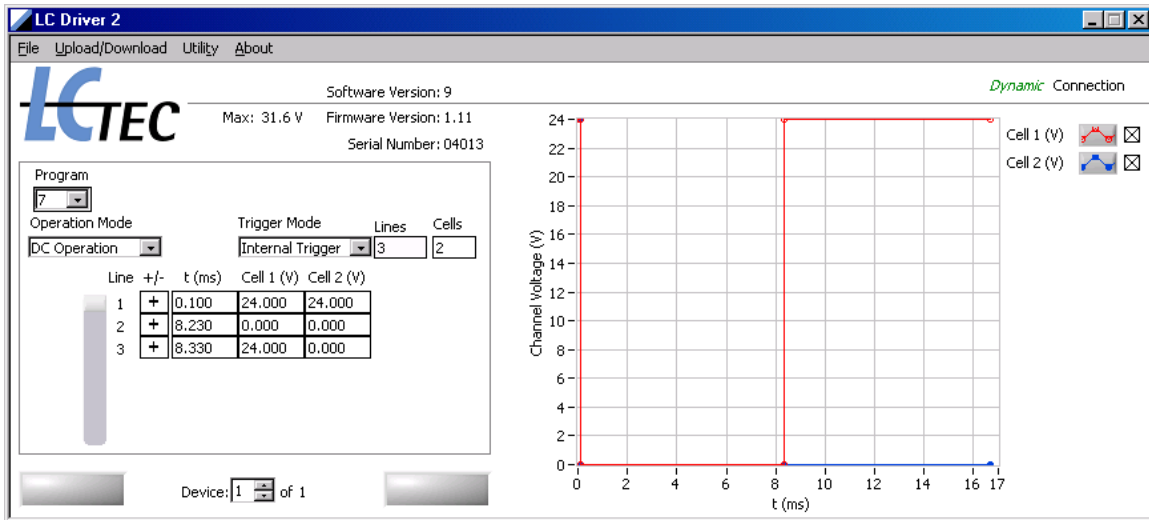 LC Driver 2
File Upload/Download Utility About
LCTEC
Software Version: 9
Max: 31.6 V Firmware Version: 1.11
Serial Number: 04013
Dynamic Connection
Program
7
Operation Mode Trigger Mode Lines Cells
DC Operation Internal Trigger 3 2
Line +/- t (ms) Cell 1 (V) Cell 2 (V)
1 + 0.100 24.000 24.000
2 + 8.230 0.000 0.000
3 + 8.330 24.000 0.000
Device: 1 of 1
Channel Voltage (V)
24
22
20
18
16
14
12
10
8
6
4
2
0
0 2 4 6 8 10 12 14 16 17
t (ms)
Cell 1 (V)
Cell 2 (V)